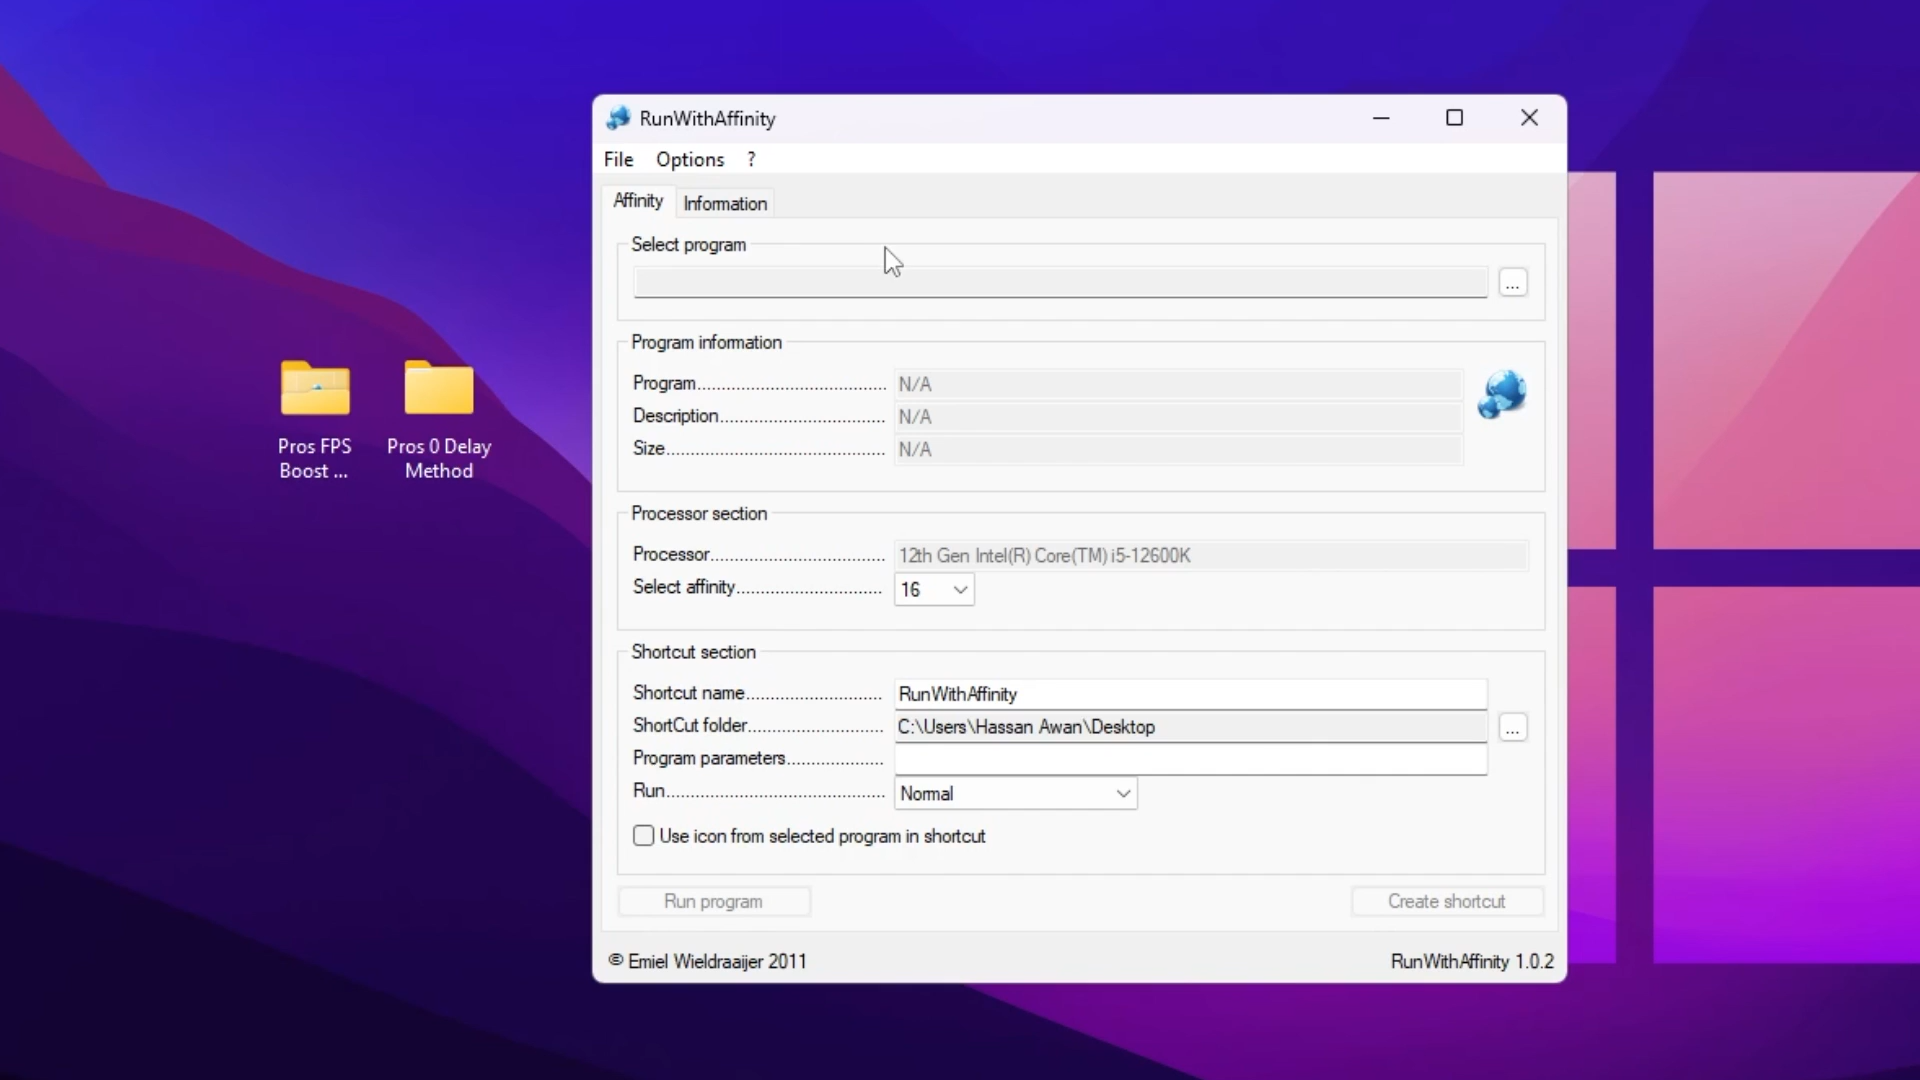 RunWithAffinity
File Options ?
Affinity Information
Select program
...
Program information
Program................................... N/A
Description............................... N/A
Size......................................... N/A
Processor section
Processor................................ 12th Gen Intel(R) Core(TM) i5-12600K
Select affinity........................... 16
Shortcut section
Shortcut name......................... RunWithAffinity
ShortCut folder......................... C:\Users\Hassan Awan\Desktop ...
Program parameters..................
Run......................................... Normal
Use icon from selected program in shortcut
Run program Create shortcut
© Emiel Wieldraaijer 2011 RunWithAffinity 1.0.2
Pros FPS
Boost ...
Pros 0 Delay
Method